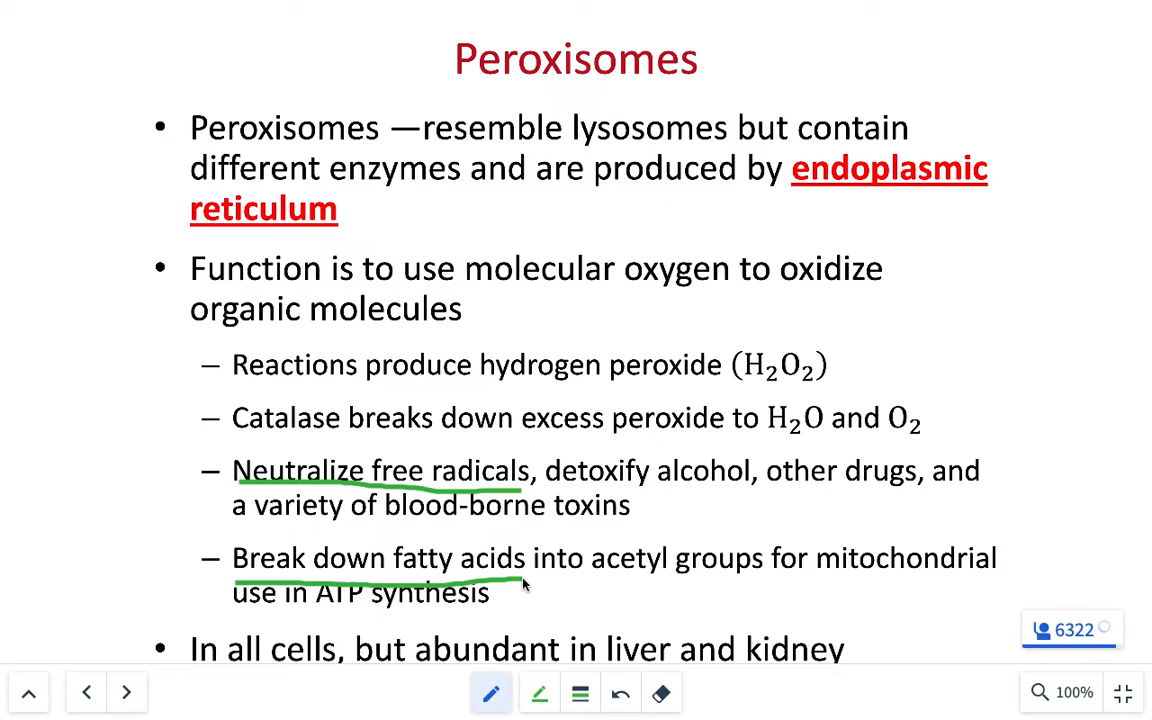 Peroxisomes
• Peroxisomes —resemble lysosomes but contain
different enzymes and are produced by endoplasmic
reticulum
• Function is to use molecular oxygen to oxidize
organic molecules
– Reactions produce hydrogen peroxide (H₂O₂)
– Catalase breaks down excess peroxide to H₂O and O₂
– Neutralize free radicals, detoxify alcohol, other drugs, and
a variety of blood-borne toxins
– Break down fatty acids into acetyl groups for mitochondrial
use in ATP synthesis
• In all cells, but abundant in liver and kidney
6322
100%